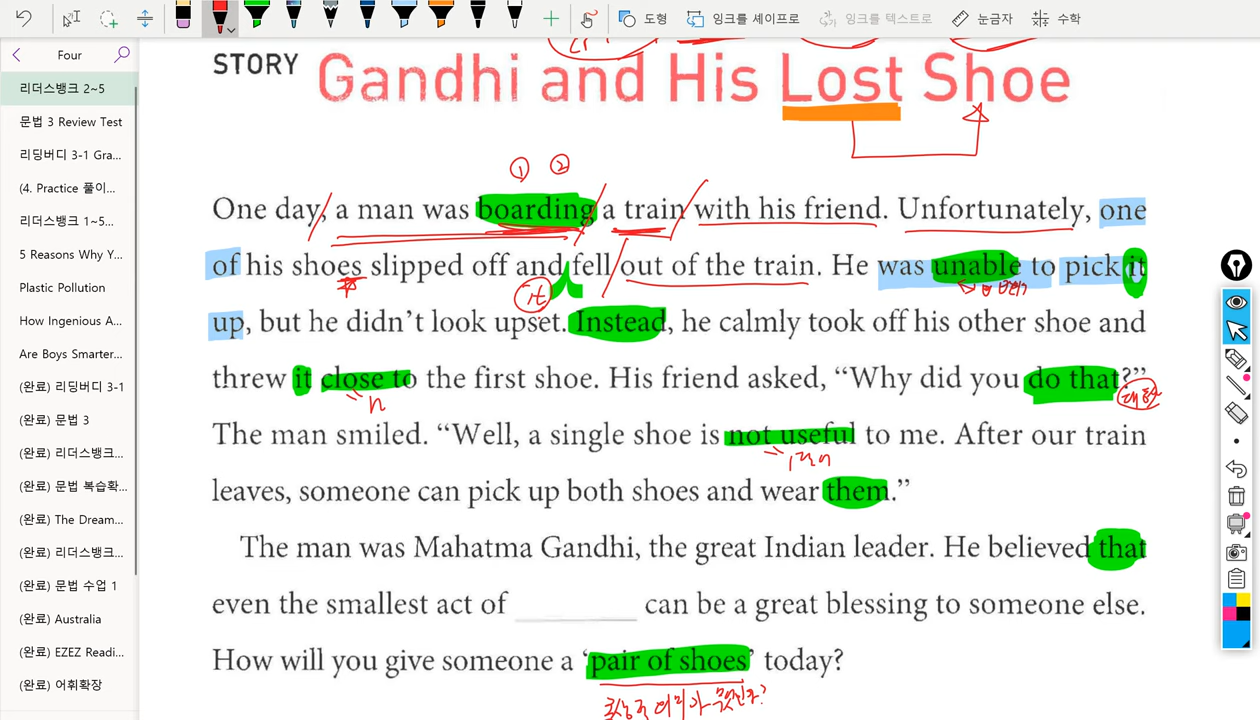 도형
잉크를 셰이프로
잉크를 텍스트로
눈금자
수학
Four
리더스뱅크 2~5
문법 3 Review Test
리딩버디 3-1 Gra...
(4. Practice 풀이...
리더스뱅크 1~5...
5 Reasons Why Y...
Plastic Pollution
How Ingenious A...
Are Boys Smarter...
(완료) 리딩버디 3-1
(완료) 문법 3
(완료) 리더스뱅크...
(완료) 문법 복습확...
(완료) The Dream...
(완료) 리더스뱅크...
(완료) 문법 수업 1
(완료) Australia
(완료) EZEZ Readi...
(완료) 어휘확장
STORY Gandhi and His Lost Shoe
① ②
One day, a man was boarding a train with his friend. Unfortunately, one
of his shoes slipped off and fell out of the train. He was unable to pick it
it
up, but he didn't look upset. Instead, he calmly took off his other shoe and
threw it close to the first shoe. His friend asked, “Why did you do that?”
n
The man smiled. “Well, a single shoe is not useful to me. After our train
leaves, someone can pick up both shoes and wear them.”
The man was Mahatma Gandhi, the great Indian leader. He believed that
even the smallest act of ______ can be a great blessing to someone else.
How will you give someone a ‘pair of shoes’ today?